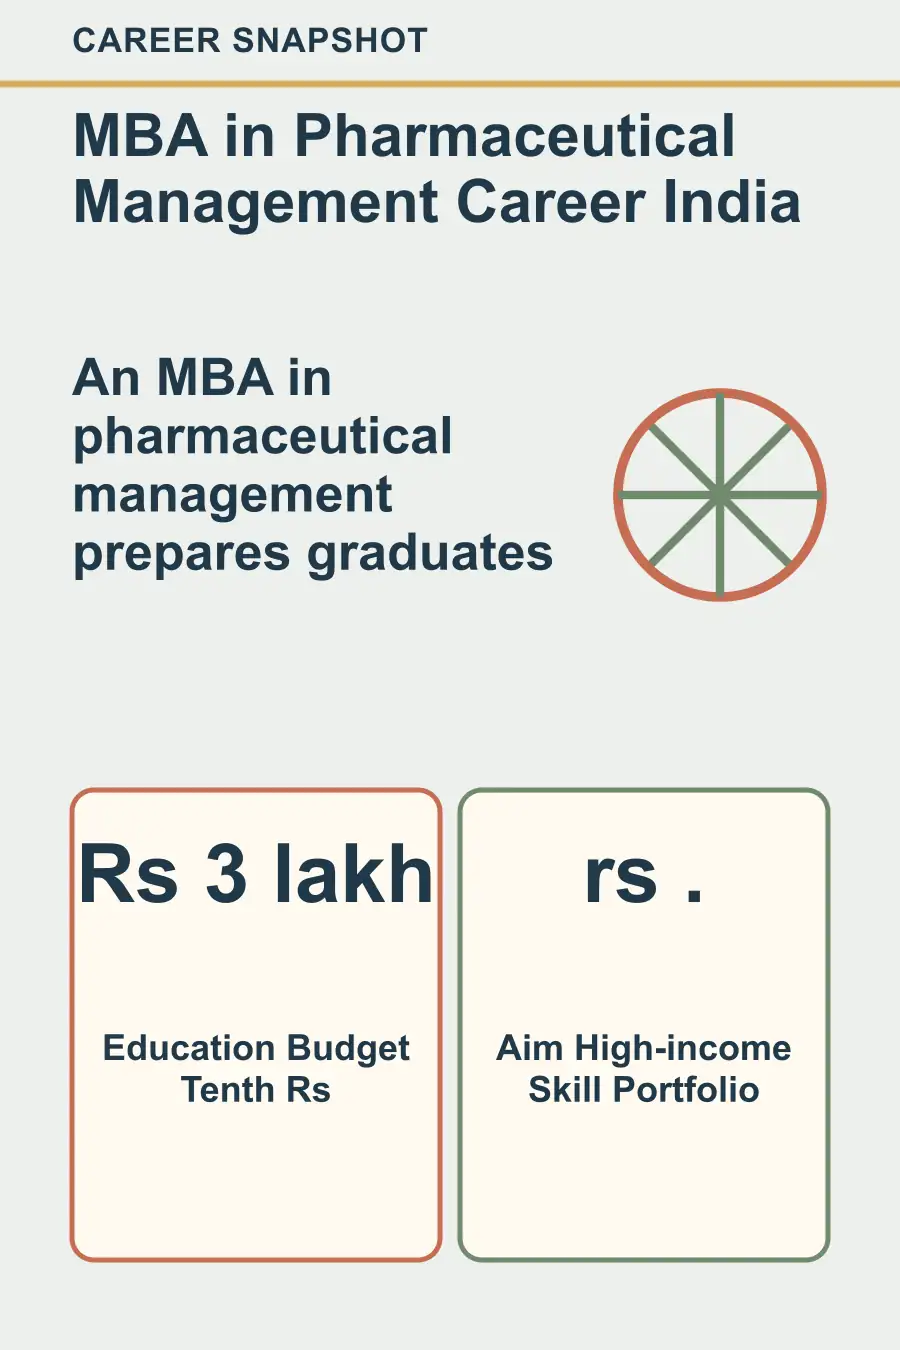 CAREER SNAPSHOT
MBA in Pharmaceutical
Management Career India
An MBA in
pharmaceutical
management
prepares graduates
Rs 3 lakh
Education Budget
Tenth Rs
rs .
Aim High-income
Skill Portfolio